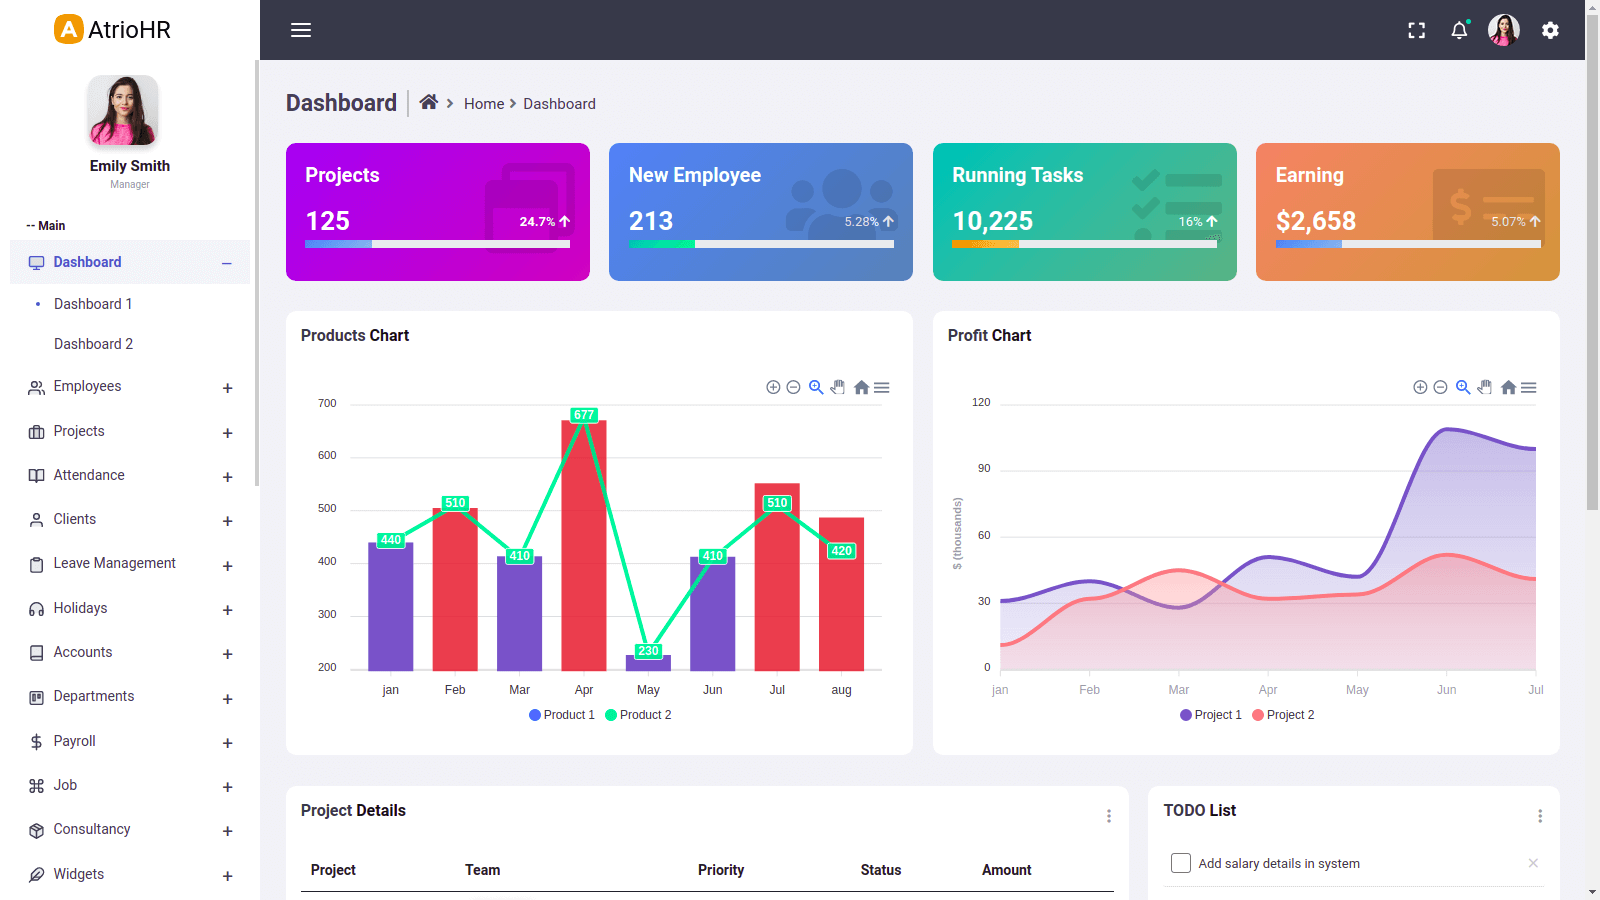 AtrioHR
Emily Smith
Manager
-- Main
Dashboard
Dashboard 1
Dashboard 2
Employees
Projects
Attendance
Clients
Leave Management
Holidays
Accounts
Departments
Payroll
Job
Consultancy
Widgets
Dashboard
Home
Dashboard
Projects
125
24.7%
New Employee
213
5.28%
Running Tasks
10,225
16%
Earning
$2,658
5.07%
Products Chart
700
600
500
400
300
200
440
510
410
677
230
410
510
420
jan Feb Mar Apr May Jun Jul aug
Product 1 Product 2
Profit Chart
120
90
60
30
0
$ (thousands)
jan Feb Mar Apr May Jun Jul
Project 1 Project 2
Project Details
Project Team Priority Status Amount
TODO List
Add salary details in system